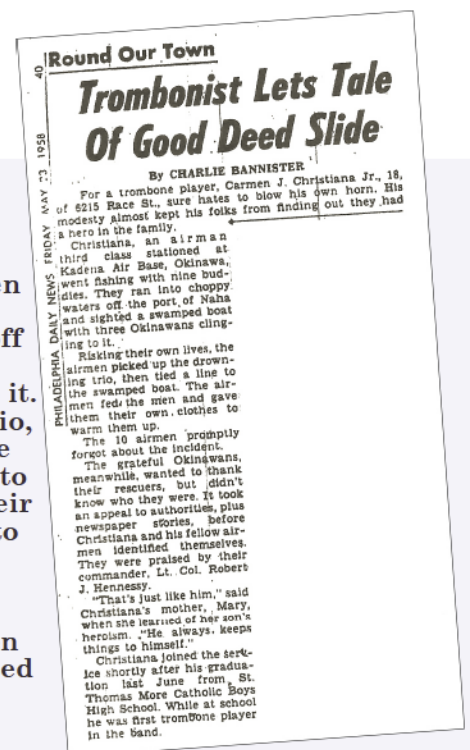 Round Our Town
40
PHILADELPHIA DAILY NEWS FRIDAY MAY 23 1958
Trombonist Lets Tale
Of Good Deed Slide
By CHARLIE BANNISTER
For a trombone player, Carmen J. Christiana Jr., 18,
of 6215 Race St., sure hates to blow his own horn. His
modesty almost kept his folks from finding out they had
a hero in the family.
Christiana, an airman
third class stationed at
Kadena Air Base, Okinawa,
went fishing with nine bud-
dies. They ran into choppy
waters off the port of Naha
and sighted a swamped boat
with three Okinawans cling-
ing to it.
Risking their own lives, the
airmen picked up the drown-
ing trio, then tied a line to
the swamped boat. The air-
men fed the men and gave
them their own clothes to
warm them up.
The 10 airmen promptly
forgot about the incident.
The grateful Okinawans,
meanwhile, wanted to thank
their rescuers, but didn't
know who they were. It took
an appeal to authorities, plus
newspaper stories, before
Christiana and his fellow air-
men identified themselves.
They were praised by their
commander, Lt. Col. Robert
J. Hennessy.
"That's just like him," said
Christiana's mother, Mary,
when she learned of her son's
heroism. "He always keeps
things to himself."
Christiana joined the serv-
ice shortly after his gradua-
tion last June from St.
Thomas More Catholic Boys
High School. While at school
he was first trombone player
in the band.
en
ff
it.
io,
e
to
eir
to
n
ed